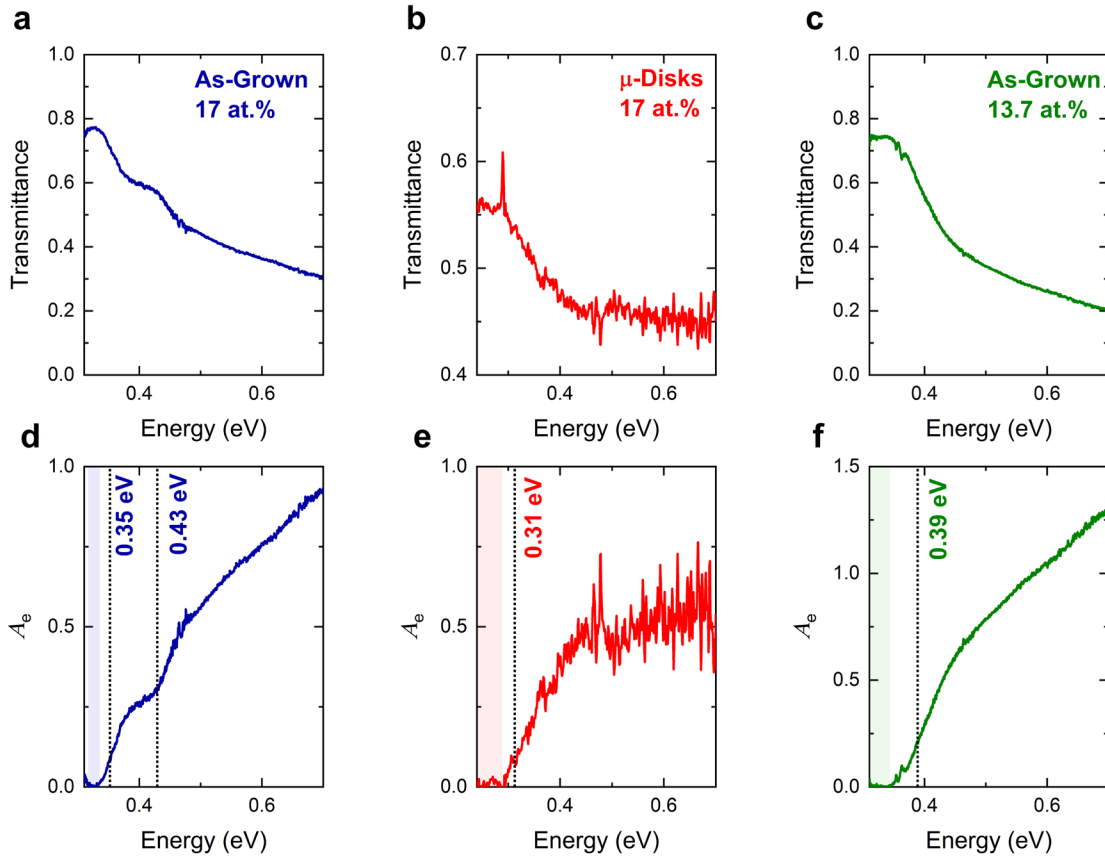 a
As-Grown
17 at.%
1.0
0.8
0.6
0.4
0.2
0.0
Transmittance
0.4
0.6
Energy (eV)
b
μ-Disks
17 at.%
0.7
0.6
0.5
0.4
Transmittance
0.4
0.6
Energy (eV)
c
As-Grown
13.7 at.%
1.0
0.8
0.6
0.4
0.2
0.0
Transmittance
0.4
0.6
Energy (eV)
d
0.35 eV
0.43 eV
1.0
0.5
0.0
Ae
0.4
0.6
Energy (eV)
e
0.31 eV
1.0
0.5
0.0
Ae
0.4
0.6
Energy (eV)
f
0.39 eV
1.5
1.0
0.5
0.0
Ae
0.4
0.6
Energy (eV)